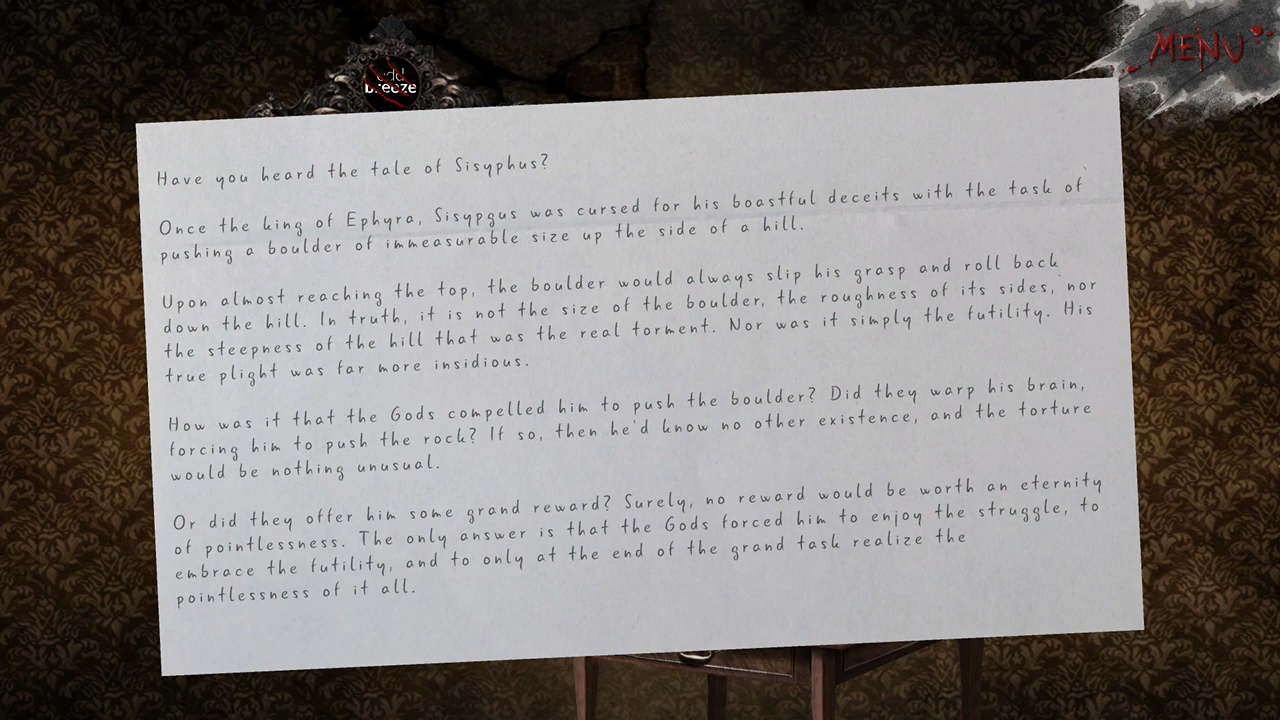 MENU
add
breeze
Have you heard the tale of Sisyphus?
Once the king of Ephyra, Sisypgus was cursed for his boastful deceits with the task of
pushing a boulder of immeasurable size up the side of a hill.
Upon almost reaching the top, the boulder would always slip his grasp and roll back
down the hill. In truth, it is not the size of the boulder, the roughness of its sides, nor
the steepness of the hill that was the real torment. Nor was it simply the futility. His
true plight was far more insidious.
How was it that the Gods compelled him to push the boulder? Did they warp his brain,
forcing him to push the rock? If so, then he'd know no other existence, and the torture
would be nothing unusual.
Or did they offer him some grand reward? Surely, no reward would be worth an eternity
of pointlessness. The only answer is that the Gods forced him to enjoy the struggle, to
embrace the futility, and to only at the end of the grand task realize the
pointlessness of it all.